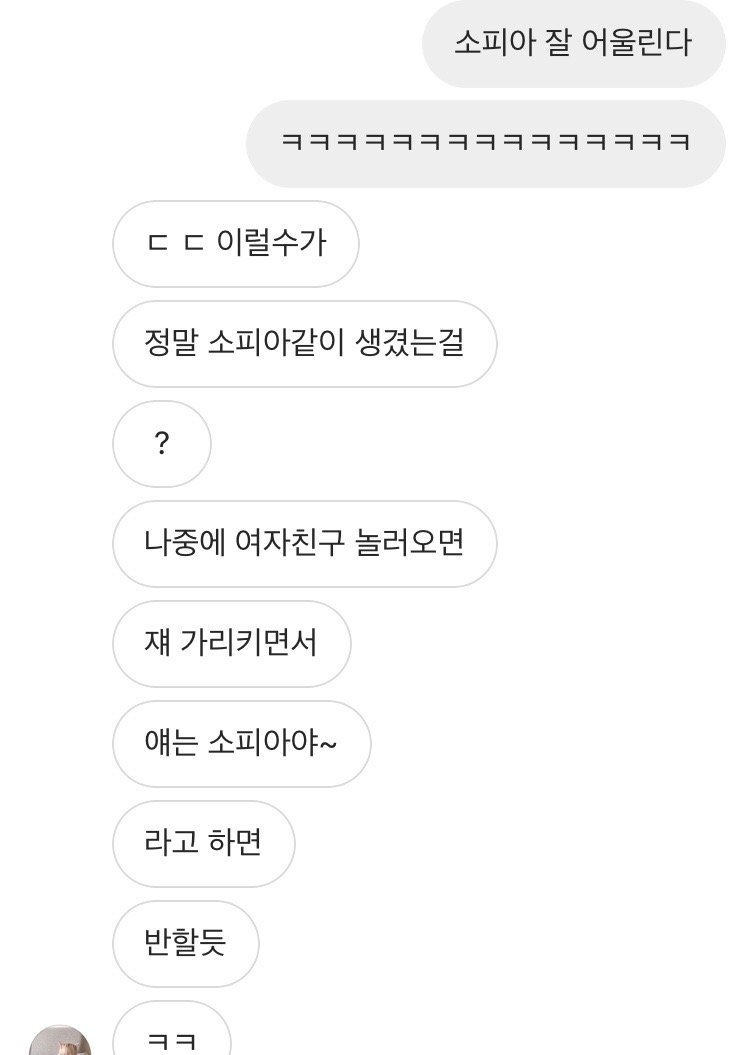 소피아 잘 어울린다
ㅋㅋㅋㅋㅋㅋㅋㅋㅋㅋㅋㅋㅋㅋㅋ
ㄷ ㄷ 이럴수가
정말 소피아같이 생겼는걸
?
나중에 여자친구 놀러오면
쟤 가리키면서
얘는 소피아야~
라고 하면
반할듯
ㅋㅋ